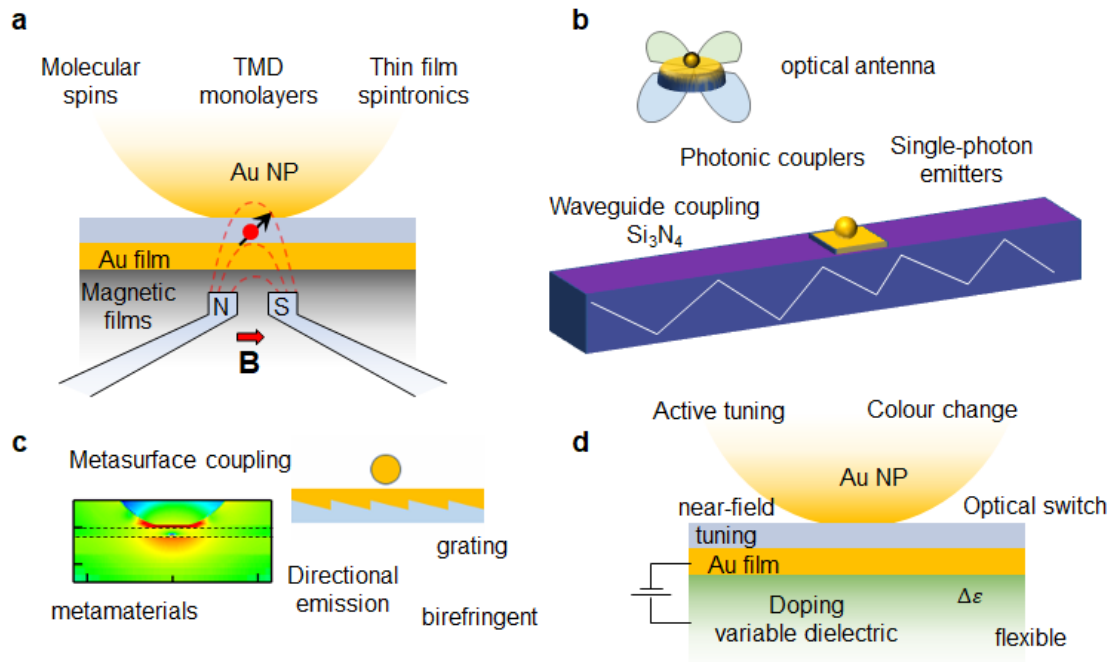 a
Molecular
spins
TMD
monolayers
Thin film
spintronics
Au NP
Au film
Magnetic
films
N
S
B
b
optical antenna
Photonic couplers
Single-photon
emitters
Waveguide coupling
Si₃N₄
c
Metasurface coupling
grating
Directional
emission
metamaterials
birefringent
d
Active tuning
Colour change
Au NP
near-field
tuning
Optical switch
Au film
Δε
Doping
variable dielectric
flexible